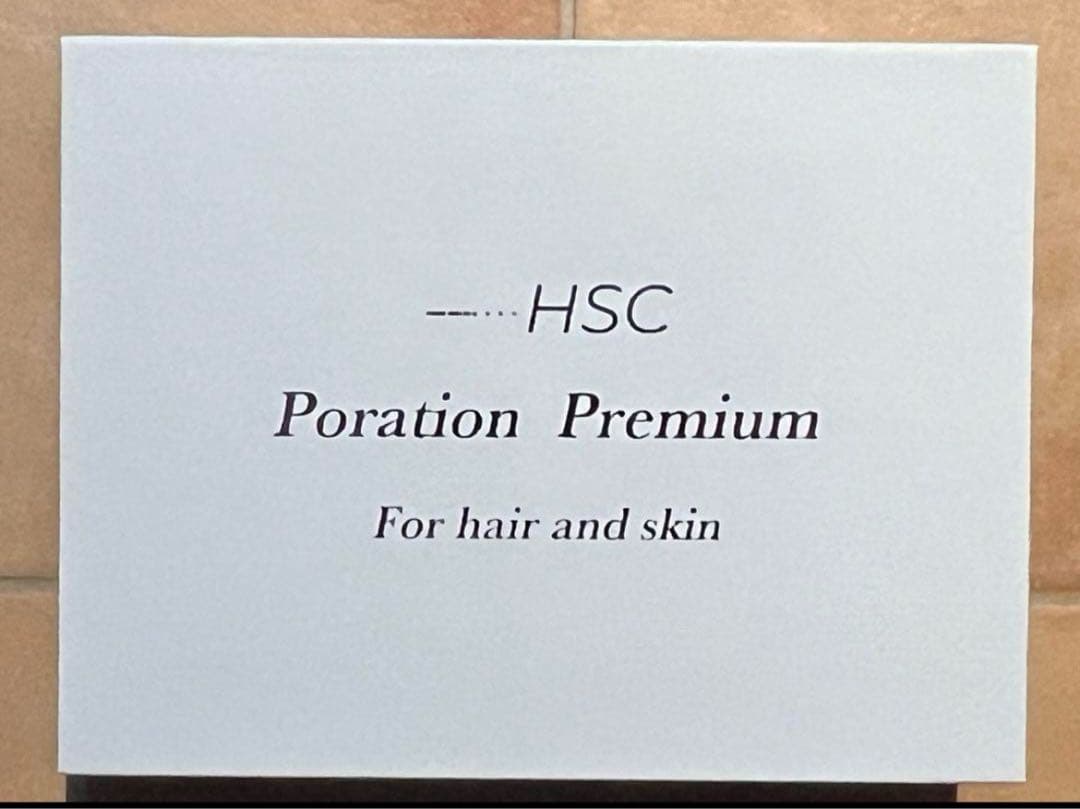 HSC
Poration Premium
For hair and skin